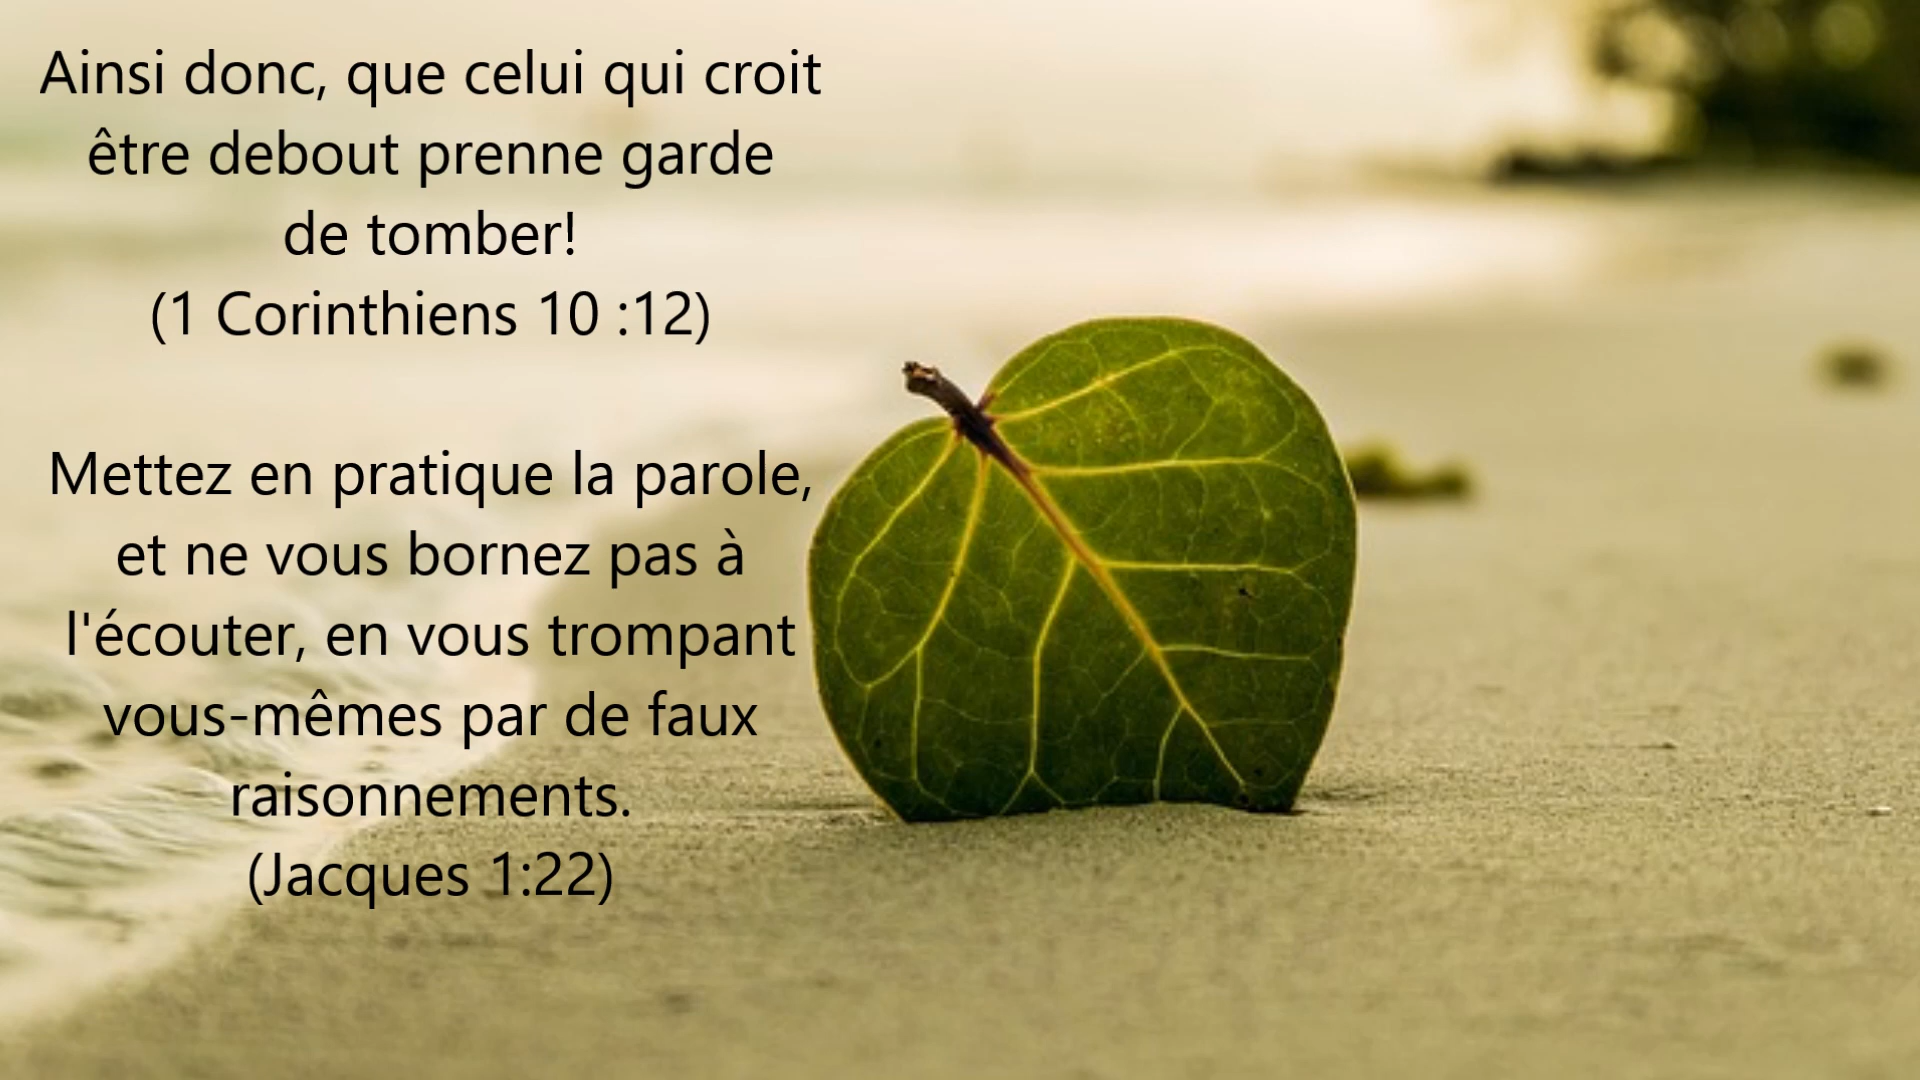 Ainsi donc, que celui qui croit
être debout prenne garde
de tomber!
(1 Corinthiens 10 :12)
Mettez en pratique la parole,
et ne vous bornez pas à
l'écouter, en vous trompant
vous-mêmes par de faux
raisonnements.
(Jacques 1:22)